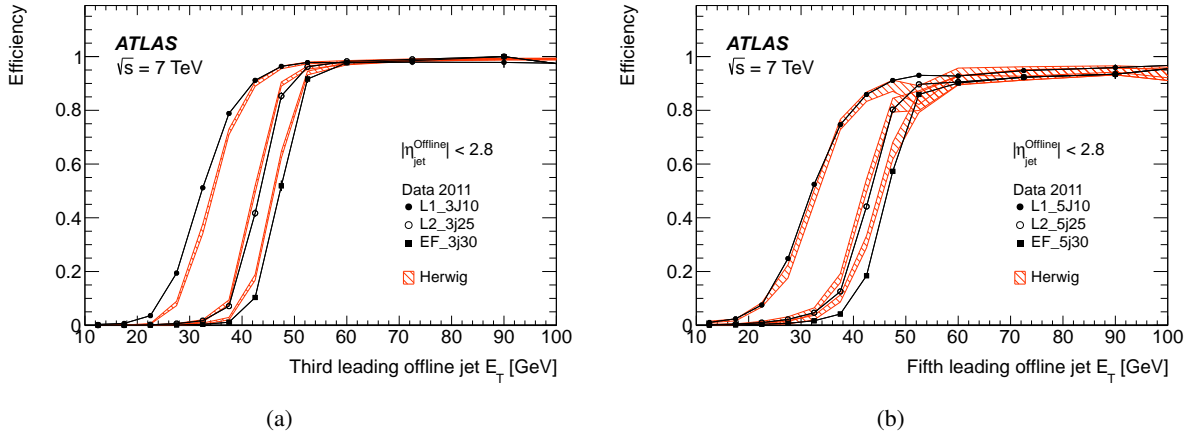 Efficiency
ATLAS
√s = 7 TeV
|η_jet^Offline| < 2.8
Data 2011
L1_3J10
L2_3j25
EF_3j30
Herwig
1
0.8
0.6
0.4
0.2
0
10 20 30 40 50 60 70 80 90 100
Third leading offline jet E_T [GeV]
(a)
Efficiency
ATLAS
√s = 7 TeV
|η_jet^Offline| < 2.8
Data 2011
L1_5J10
L2_5j25
EF_5j30
Herwig
1
0.8
0.6
0.4
0.2
0
10 20 30 40 50 60 70 80 90 100
Fifth leading offline jet E_T [GeV]
(b)